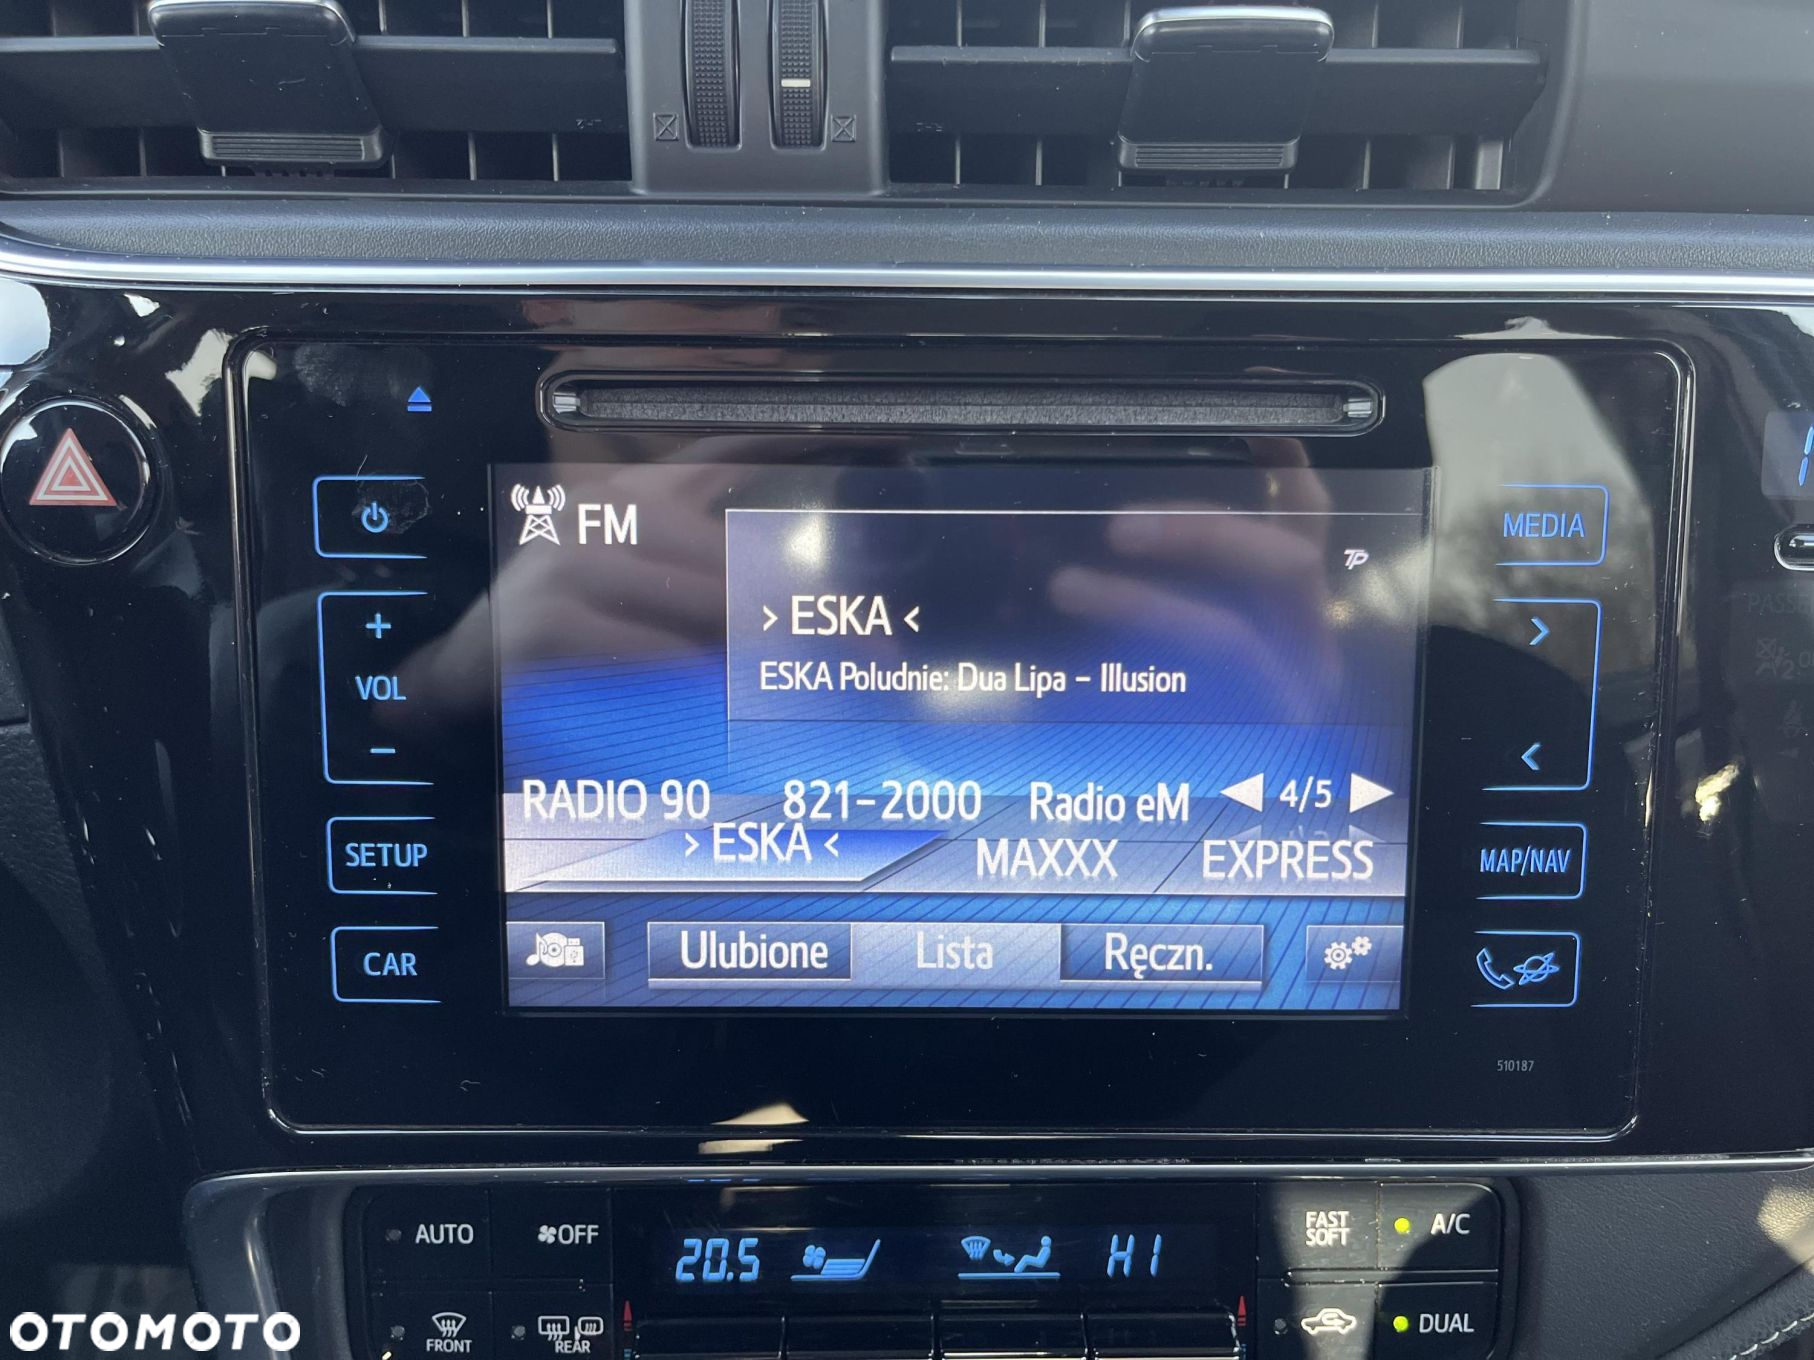 FM
TP
> ESKA <
ESKA Poludnie: Dua Lipa – Illusion
RADIO 90 821–2000 Radio eM 4/5
> ESKA < MAXXX EXPRESS
Ulubione Lista Ręczn.
+
VOL
−
SETUP
CAR
MEDIA
>
<
MAP/NAV
510187
AUTO OFF 20.5 HI FAST SOFT A/C
FRONT REAR DUAL
OTOMOTO